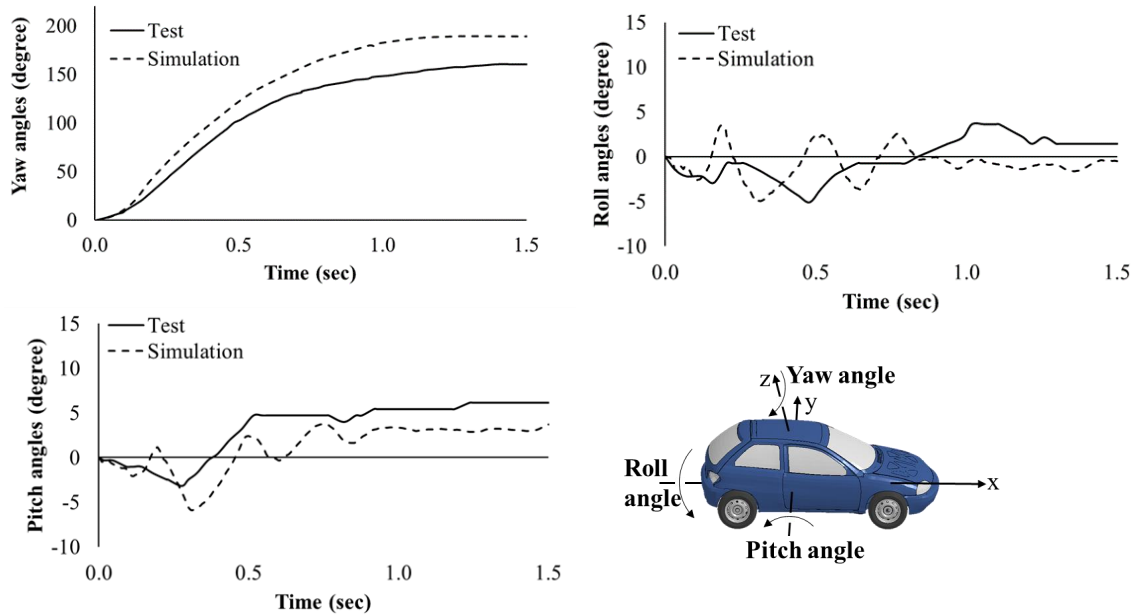 Yaw angles (degree)
200
150
100
50
0
Test
Simulation
0.0 0.5 1.0 1.5
Time (sec)
Roll angles (degree)
15
10
5
0
-5
-10
Test
Simulation
0.0 0.5 1.0 1.5
Time (sec)
Pitch angles (degree)
15
10
5
0
-5
-10
Test
Simulation
0.0 0.5 1.0 1.5
Time (sec)
z Yaw angle
y
Roll
angle
x
Pitch angle